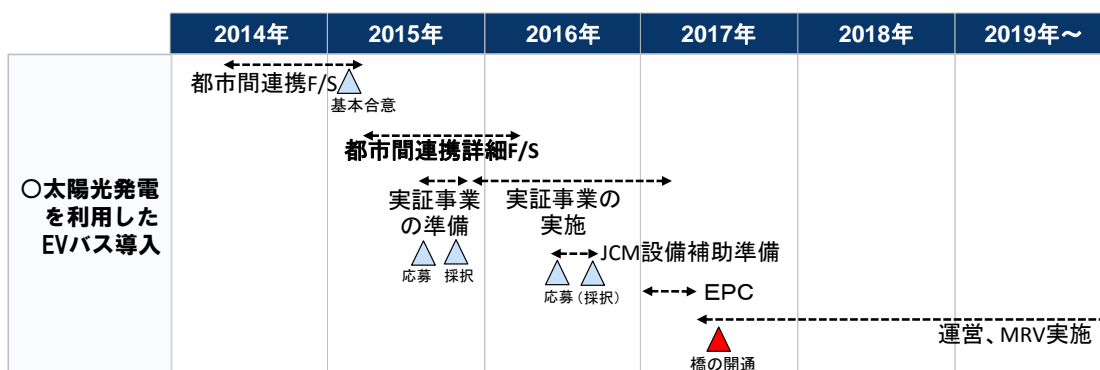 2014年 2015年 2016年 2017年 2018年 2019年～
○太陽光発電
を利用した
EVバス導入
都市間連携F/S
基本合意
都市間連携詳細F/S
実証事業
の準備
応募 採択
実証事業の
実施
JCM設備補助準備
応募 （採択）
EPC
運営、MRV実施
橋の開通